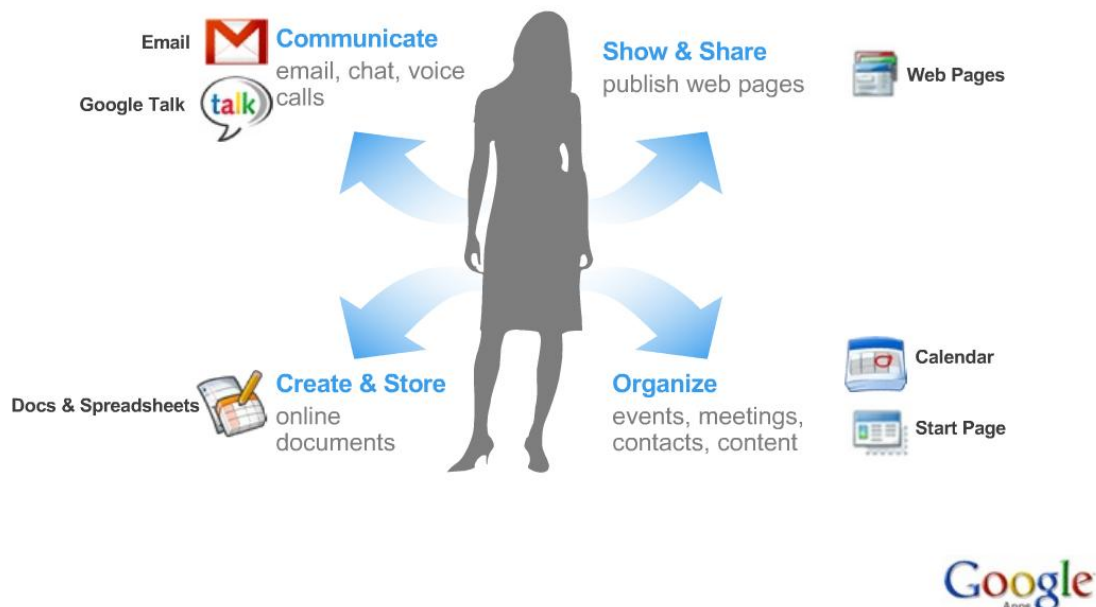 Email
Communicate
email, chat, voice
calls
Google Talk
talk
Show & Share
publish web pages
Web Pages
Docs & Spreadsheets
Create & Store
online
documents
Organize
events, meetings,
contacts, content
Calendar
Start Page
Google
Apps